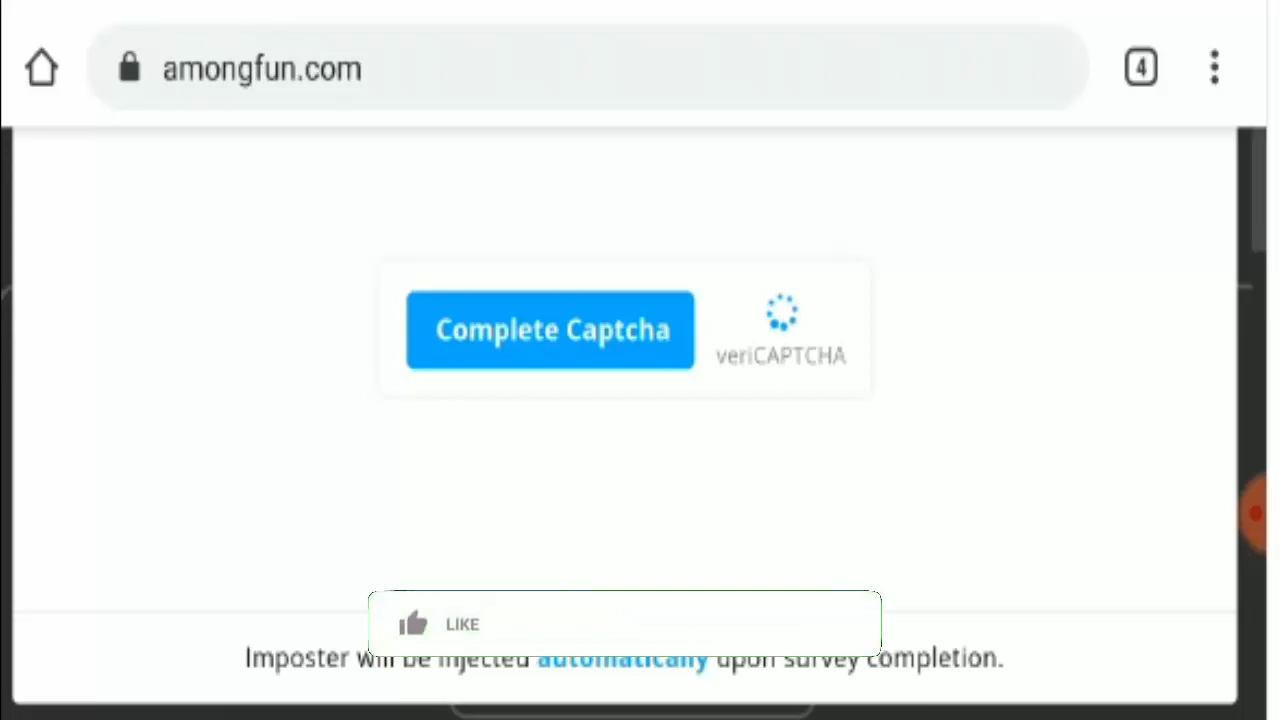 amongfun.com
4
Complete Captcha
veriCAPTCHA
LIKE
Imposter will be injected automatically upon survey completion.